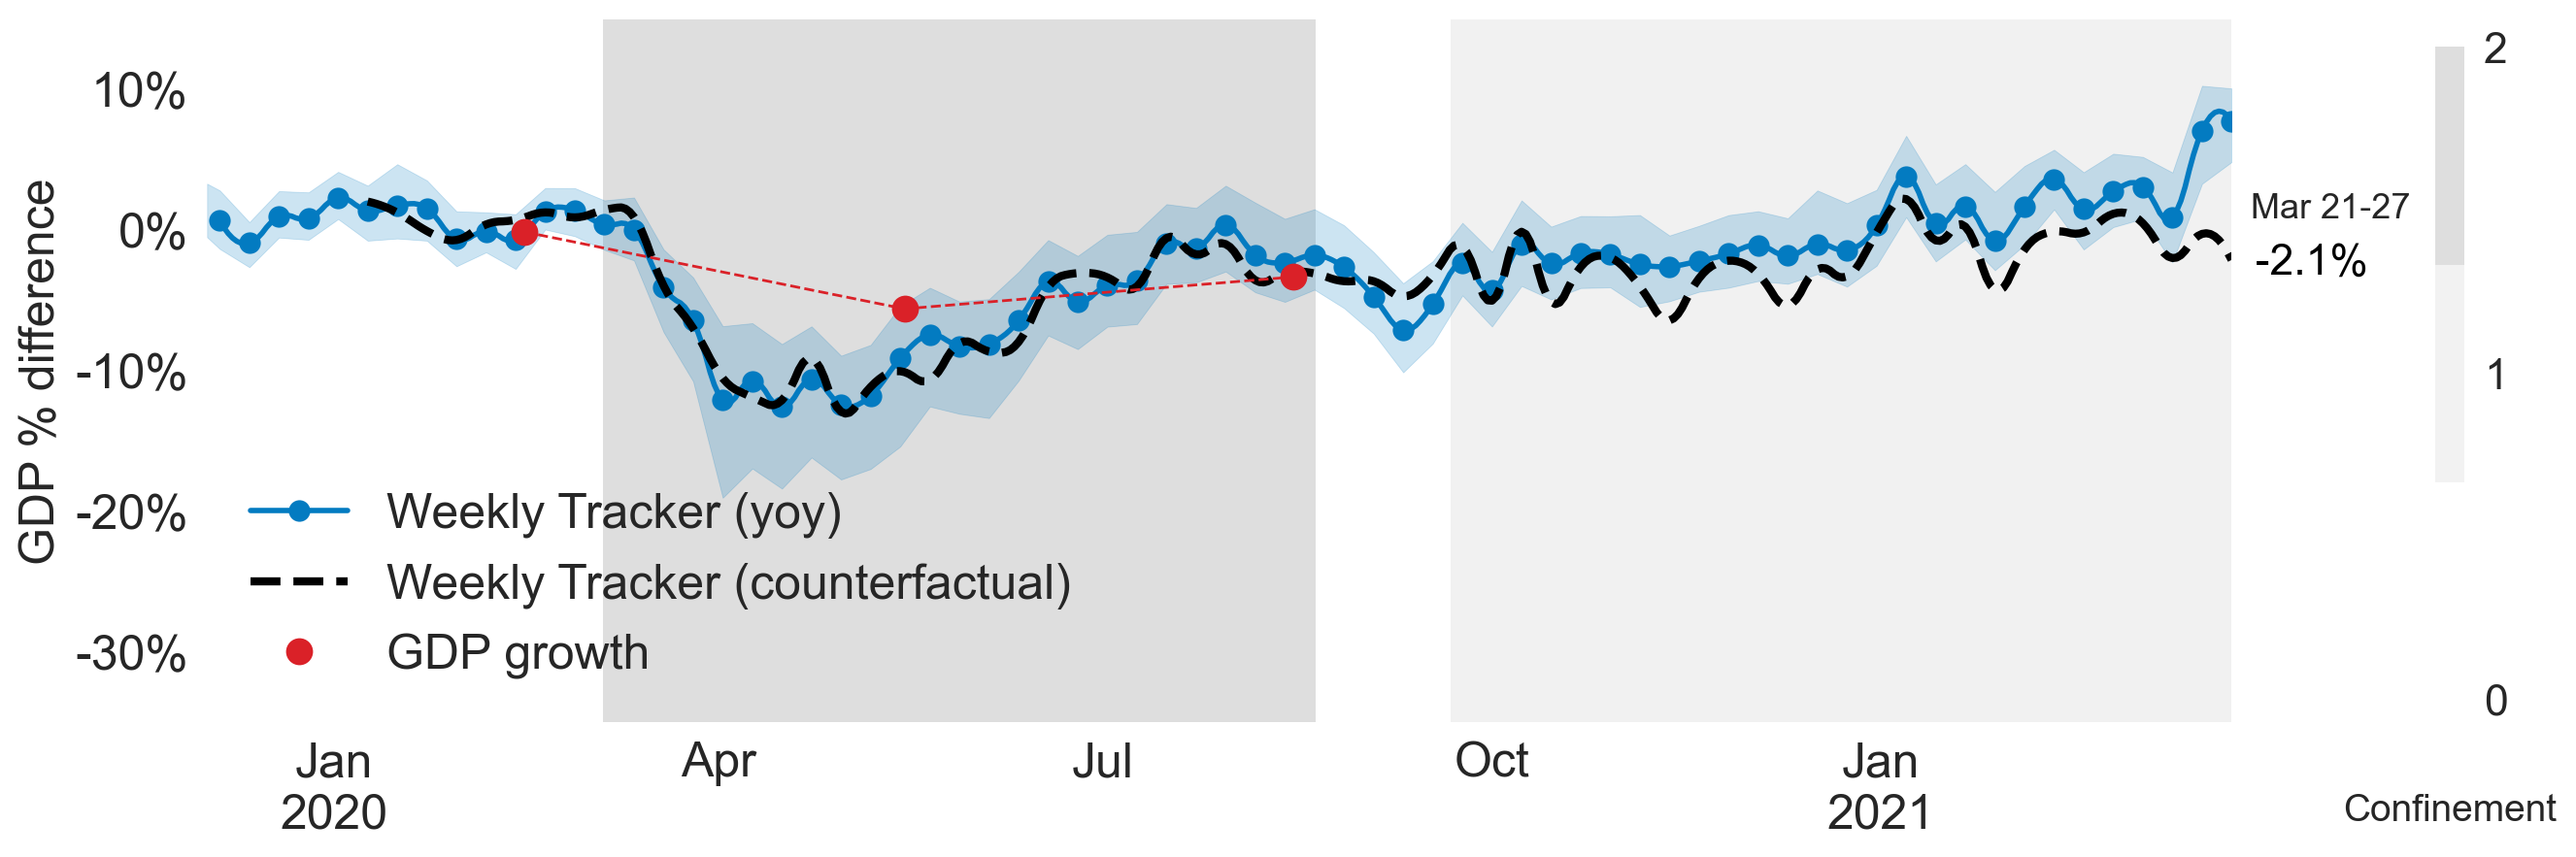 GDP % difference
10%
0%
-10%
-20%
-30%
Weekly Tracker (yoy)
Weekly Tracker (counterfactual)
GDP growth
Jan
2020
Apr
Jul
Oct
Jan
2021
Mar 21-27
-2.1%
2
1
0
Confinement